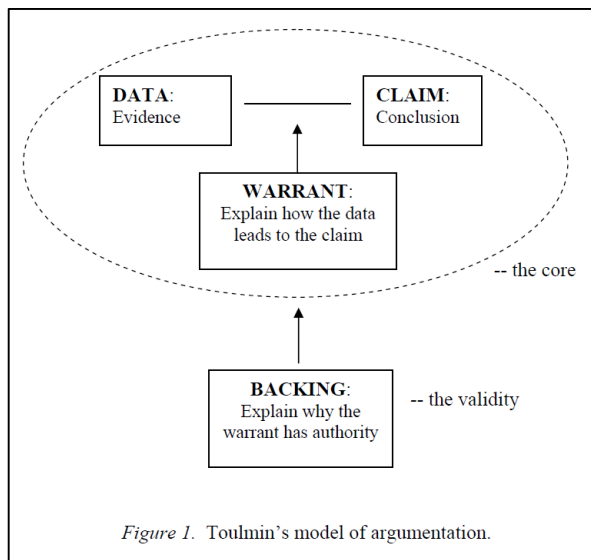 DATA:
Evidence
CLAIM:
Conclusion
WARRANT:
Explain how the data
leads to the claim
-- the core
BACKING:
Explain why the
warrant has authority
-- the validity
Figure 1. Toulmin's model of argumentation.